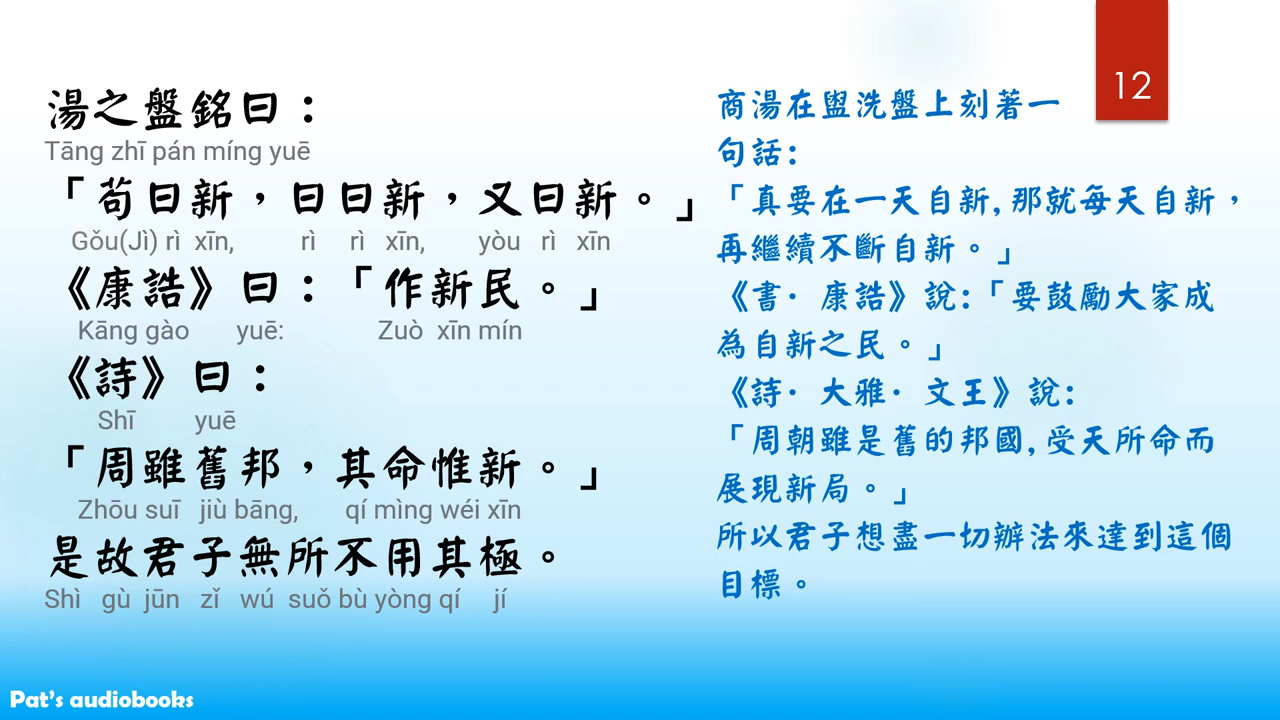 湯之盤銘曰：
Tāng zhī pán míng yuē
「苟日新，日日新，又日新。」
Gǒu(Jì) rì xīn, rì rì xīn, yòu rì xīn
《康誥》曰：「作新民。」
Kāng gào yuē: Zuò xīn mín
《詩》曰：
Shī yuē
「周雖舊邦，其命惟新。」
Zhōu suī jiù bāng, qí mìng wéi xīn
是故君子無所不用其極。
Shì gù jūn zǐ wú suǒ bù yòng qí jí
商湯在盥洗盤上刻著一
句話:
「真要在一天自新,那就每天自新，
再繼續不斷自新。」
《書·康誥》說:「要鼓勵大家成
為自新之民。」
《詩·大雅·文王》說:
「周朝雖是舊的邦國,受天所命而
展現新局。」
所以君子想盡一切辦法來達到這個
目標。
12
Pat's audiobooks